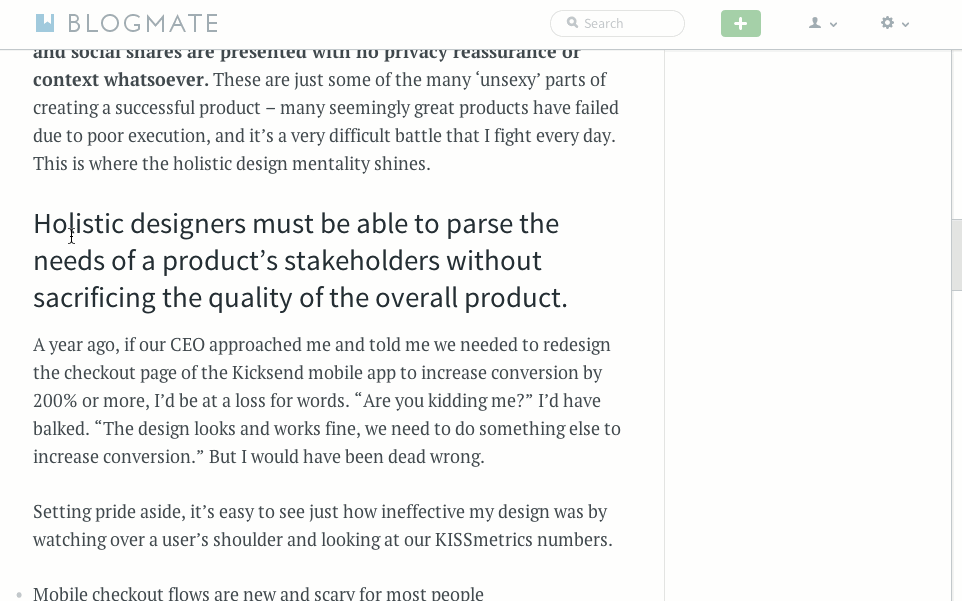 BLOGMATE
Search
and social shares are presented with no privacy reassurance or
context whatsoever. These are just some of the many ‘unsexy’ parts of
creating a successful product – many seemingly great products have failed
due to poor execution, and it’s a very difficult battle that I fight every day.
This is where the holistic design mentality shines.
Holistic designers must be able to parse the
needs of a product’s stakeholders without
sacrificing the quality of the overall product.
A year ago, if our CEO approached me and told me we needed to redesign
the checkout page of the Kicksend mobile app to increase conversion by
200% or more, I’d be at a loss for words. “Are you kidding me?” I’d have
balked. “The design looks and works fine, we need to do something else to
increase conversion.” But I would have been dead wrong.
Setting pride aside, it’s easy to see just how ineffective my design was by
watching over a user’s shoulder and looking at our KISSmetrics numbers.
Mobile checkout flows are new and scary for most people